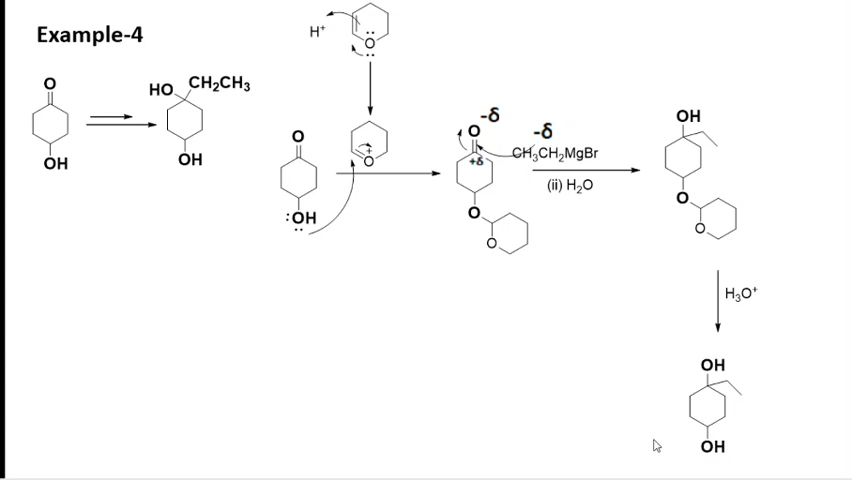 Example-4
O
OH
HO
CH₂CH₃
OH
H⁺
:O:
O
+
O
:OH
-δ
O
+δ
-δ
CH₃CH₂MgBr
(ii) H₂O
O
O
OH
O
O
H₃O⁺
OH
OH